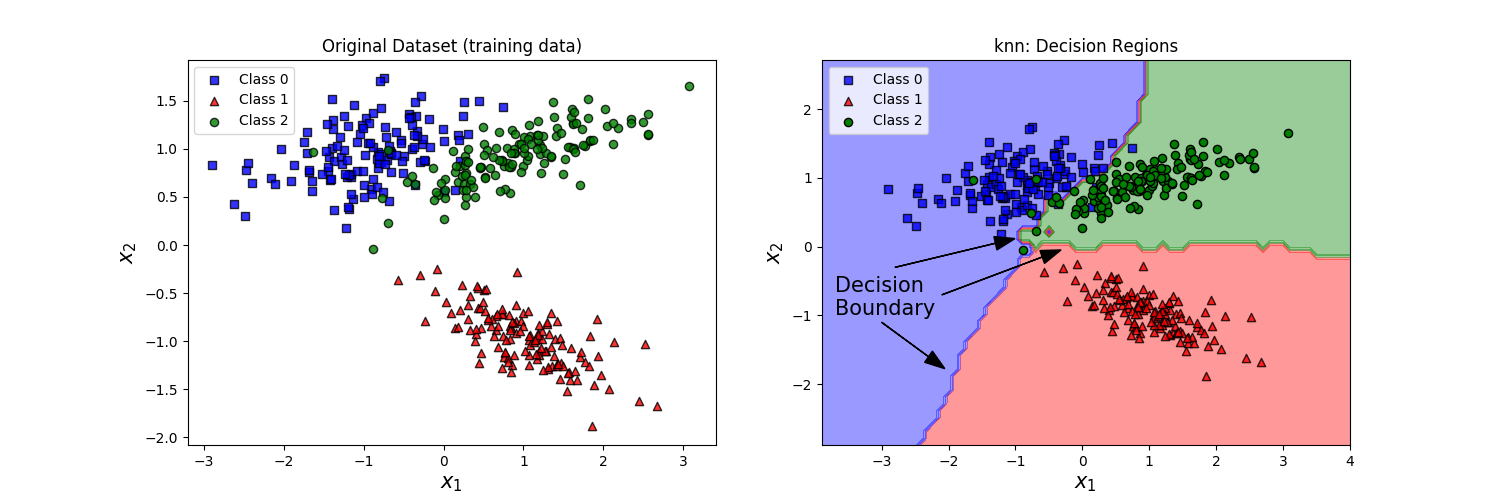 Original Dataset (training data)
Class 0
Class 1
Class 2
1.5
1.0
0.5
0.0
−0.5
−1.0
−1.5
−2.0
x₂
−3
−2
−1
0
1
2
3
x₁
knn: Decision Regions
Class 0
Class 1
Class 2
2
1
0
−1
−2
x₂
Decision
Boundary
−3
−2
−1
0
1
2
3
4
x₁